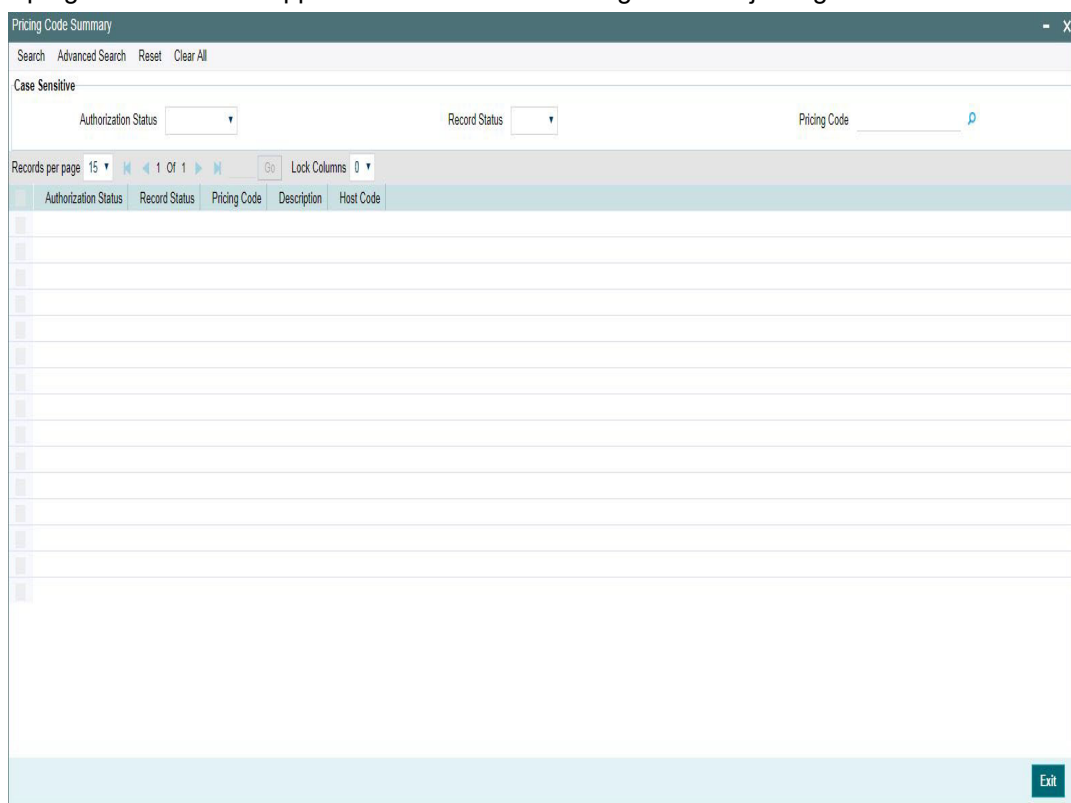 Pricing Code Summary - X
Search Advanced Search Reset Clear All
Case Sensitive
Authorization Status Record Status Pricing Code
Records per page 15 1 Of 1 Go Lock Columns 0
Authorization Status Record Status Pricing Code Description Host Code
Exit